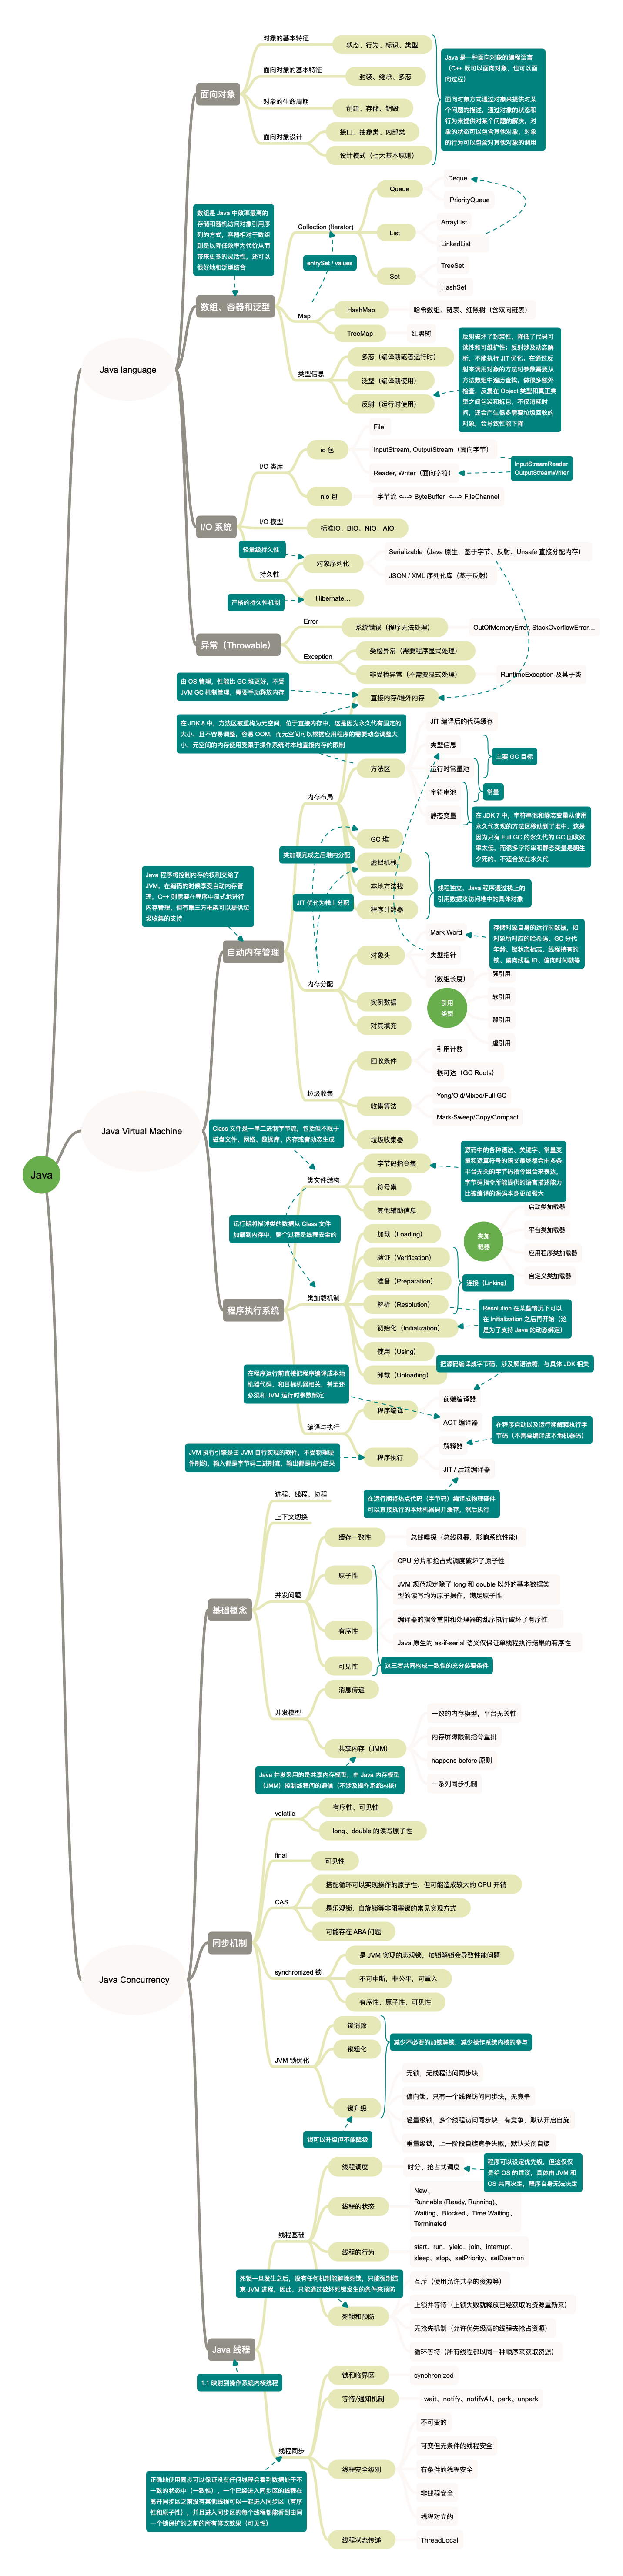 对象的基本特征
状态、行为、标识、类型
面向对象的基本特征
封装、继承、多态
对象的生命周期
创建、存储、销毁
面向对象设计
接口、抽象类、内部类
设计模式（七大基本原则）
面向对象
Java 是一种面向对象的编程语言
（C++ 既可以面向对象，也可以面
向过程）
面向对象方式通过对象来提供对某
个问题的描述，通过对象的状态和
行为来提供对某个问题的解决，对
象的状态可以包含其他对象，对象
的行为可以包含对其他对象的调用
数组是 Java 中效率最高的
存储和随机访问对象引用序
列的方式，容器相对于数组
则是以降低效率为代价从而
带来更多的灵活性，还可以
很好地和泛型结合
Collection (Iterator)
Queue
Deque
PriorityQueue
List
ArrayList
LinkedList
Set
TreeSet
HashSet
entrySet / values
数组、容器和泛型
Map
HashMap
哈希数组、链表、红黑树（含双向链表）
TreeMap
红黑树
类型信息
多态（编译期或者运行时）
泛型（编译期使用）
反射（运行时使用）
反射破坏了封装性，降低了代码可
读性和可维护性；反射涉及动态解
析，不能执行 JIT 优化；在通过反
射来调用对象的方法时参数需要从
方法数组中遍历查找，做很多额外
检查，反复在 Object 类型和真正类
型之间包装和拆包，不仅消耗时
间，还会产生很多需要垃圾回收的
对象，会导致性能下降
Java language
I/O 类库
io 包
File
InputStream, OutputStream（面向字节）
Reader, Writer（面向字符）
InputStreamReader
OutputStreamWriter
nio 包
字节流 <---> ByteBuffer <---> FileChannel
I/O 系统
I/O 模型
标准IO、BIO、NIO、AIO
轻量级持久性
持久性
对象序列化
Serializable（Java 原生，基于字节、反射、Unsafe 直接分配内存）
JSON / XML 序列化库（基于反射）
严格的持久性机制
Hibernate…
异常（Throwable）
Error
系统错误（程序无法处理）
OutOfMemoryError, StackOverflowError…
Exception
受检异常（需要程序显式处理）
非受检异常（不需要显式处理）
RuntimeException 及其子类
由 OS 管理，性能比 GC 堆更好，不受
JVM GC 机制管理，需要手动释放内存
直接内存/堆外内存
在 JDK 8 中，方法区被重构为元空间，位于直接内存中，这是因为永久代有固定的大
小，且不容易调整，容易 OOM，而元空间可以根据应用程序的需要动态调整大
小，元空间的内存使用受限于操作系统对本地直接内存的限制
内存布局
方法区
JIT 编译后的代码缓存
类型信息
运行时常量池
字符串池
静态变量
主要 GC 目标
常量
在 JDK 7 中，字符串池和静态变量从使用
永久代实现的方法区移动到了堆中，这是
因为只有 Full GC 的永久代的 GC 回收效
率太低，而很多字符串和静态变量是朝生
夕死的，不适合放在永久代
GC 堆
虚拟机栈
本地方法栈
程序计数器
类加载完成之后堆内分配
JIT 优化为栈上分配
线程独立，Java 程序通过栈上的
引用数据来访问堆中的具体对象
Java 程序将控制内存的权利交给了
JVM，在编码的时候享受自动内存管
理，C++ 则需要在程序中显式地进行
内存管理，但有第三方框架可以提供垃
圾收集的支持
自动内存管理
内存分配
对象头
Mark Word
类型指针
（数组长度）
存储对象自身的运行时数据，如
对象所对应的哈希码、GC 分代
年龄、锁状态标志、线程持有的
锁、偏向线程 ID、偏向时间戳等
实例数据
对其填充
引用
类型
强引用
软引用
弱引用
虚引用
垃圾收集
回收条件
引用计数
根可达（GC Roots）
收集算法
Yong/Old/Mixed/Full GC
Mark-Sweep/Copy/Compact
垃圾收集器
Java Virtual Machine
Class 文件是一串二进制字节流，包括但不限于
磁盘文件、网络、数据库、内存或者动态生成
类文件结构
字节码指令集
符号集
其他辅助信息
源码中的各种语法、关键字、常量变
量和运算符号的语义最终都会由多条
平台无关的字节码指令组合来表达，
字节码指令所能提供的语言描述能力
比被编译的源码本身更加强大
Java
运行期将描述类的数据从 Class 文件
加载到内存中，整个过程是线程安全的
类加载机制
加载（Loading）
验证（Verification）
准备（Preparation）
解析（Resolution）
初始化（Initialization）
使用（Using）
卸载（Unloading）
连接（Linking）
类加
载器
启动类加载器
平台类加载器
应用程序类加载器
自定义类加载器
Resolution 在某些情况下可以
在 Initialization 之后再开始（这
是为了支持 Java 的动态绑定）
程序执行系统
在程序运行前直接把程序编译成本地
机器代码，和目标机器相关，甚至还
必须和 JVM 运行时参数绑定
把源码编译成字节码，涉及解语法糖，与具体 JDK 相关
编译与执行
程序编译
前端编译器
AOT 编译器
程序执行
解释器
JIT / 后端编译器
在程序启动以及运行期解释执行字
节码（不需要编译成本地机器码）
JVM 执行引擎是由 JVM 自行实现的软件，不受物理硬
件制约，输入都是字节码二进制流，输出都是执行结果
在运行期将热点代码（字节码）编译成物理硬件
可以直接执行的本地机器码并缓存，然后执行
进程、线程、协程
上下文切换
基础概念
并发问题
缓存一致性
总线嗅探（总线风暴，影响系统性能）
原子性
CPU 分片和抢占式调度破坏了原子性
JVM 规范规定除了 long 和 double 以外的基本数据类
型的读写均为原子操作，满足原子性
有序性
编译器的指令重排和处理器的乱序执行破坏了有序性
Java 原生的 as-if-serial 语义仅保证单线程执行结果的有序性
可见性
这三者共同构成一致性的充分必要条件
并发模型
消息传递
共享内存（JMM）
一致的内存模型，平台无关性
内存屏障限制指令重排
happens-before 原则
一系列同步机制
Java 并发采用的是共享内存模型，由 Java 内存模型
（JMM）控制线程间的通信（不涉及操作系统内核）
Java Concurrency
同步机制
volatile
有序性、可见性
long、double 的读写原子性
final
可见性
CAS
搭配循环可以实现操作的原子性，但可能造成较大的 CPU 开销
是乐观锁、自旋锁等非阻塞锁的常见实现方式
可能存在 ABA 问题
synchronized 锁
是 JVM 实现的悲观锁，加锁解锁会导致性能问题
不可中断，非公平，可重入
有序性、原子性、可见性
JVM 锁优化
锁消除
锁粗化
锁升级
减少不必要的加锁解锁，减少操作系统内核的参与
无锁，无线程访问同步块
偏向锁，只有一个线程访问同步块，无竞争
轻量级锁，多个线程访问同步块，有竞争，默认开启自旋
重量级锁，上一阶段自旋竞争失败，默认关闭自旋
锁可以升级但不能降级
Java 线程
线程基础
线程调度
时分、抢占式调度
程序可以设定优先级，但这仅仅
是给 OS 的建议，具体由 JVM 和
OS 共同决定，程序自身无法决定
线程的状态
New、
Runnable (Ready, Running)、
Waiting、Blocked、Time Waiting、
Terminated
线程的行为
start、run、yield、join、interrupt、
sleep、stop、setPriority、setDaemon
死锁一旦发生之后，没有任何机制能解除死锁，只能强制结
束 JVM 进程，因此，只能通过破坏死锁发生的条件来预防
死锁和预防
互斥（使用允许共享的资源等）
上锁并等待（上锁失败就释放已经获取的资源重新来）
无抢先机制（允许优先级高的线程去抢占资源）
循环等待（所有线程都以同一种顺序来获取资源）
1:1 映射到操作系统内核线程
线程同步
锁和临界区
synchronized
等待/通知机制
wait、notify、notifyAll、park、unpark
线程安全级别
不可变的
可变但无条件的线程安全
有条件的线程安全
非线程安全
线程对立的
线程状态传递
ThreadLocal
正确地使用同步可以保证没有任何线程会看到数据处于不
一致的状态中（一致性），一个已经进入同步区的线程在
离开同步区之前没有其他线程可以一起进入同步区（有序
性和原子性），并且进入同步区的每个线程都能看到由同
一个锁保护的之前的所有修改效果（可见性）